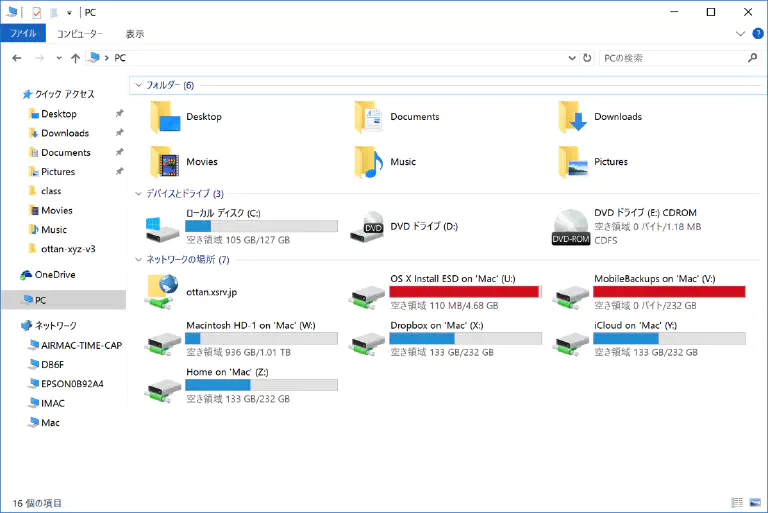 PC
ファイル
コンピューター
表示
PC
PCの検索
クイック アクセス
Desktop
Downloads
Documents
Pictures
class
Movies
Music
ottan-xyz-v3
OneDrive
PC
ネットワーク
AIRMAC-TIME-CAP
DB6F
EPSON0B92A4
IMAC
Mac
フォルダー (6)
Desktop
Documents
Downloads
Movies
Music
Pictures
デバイスとドライブ (3)
ローカル ディスク (C:)
空き領域 105 GB/127 GB
DVD
DVD ドライブ (D:)
DVD-ROM
DVD ドライブ (E:) CDROM
空き領域 0 バイト/1.18 MB
CDFS
ネットワークの場所 (7)
ottan.xsrv.jp
OS X Install ESD on 'Mac' (U:)
空き領域 110 MB/4.68 GB
MobileBackups on 'Mac' (V:)
空き領域 0 バイト/232 GB
Macintosh HD-1 on 'Mac' (W:)
空き領域 936 GB/1.01 TB
Dropbox on 'Mac' (X:)
空き領域 133 GB/232 GB
iCloud on 'Mac' (Y:)
空き領域 133 GB/232 GB
Home on 'Mac' (Z:)
空き領域 133 GB/232 GB
16 個の項目